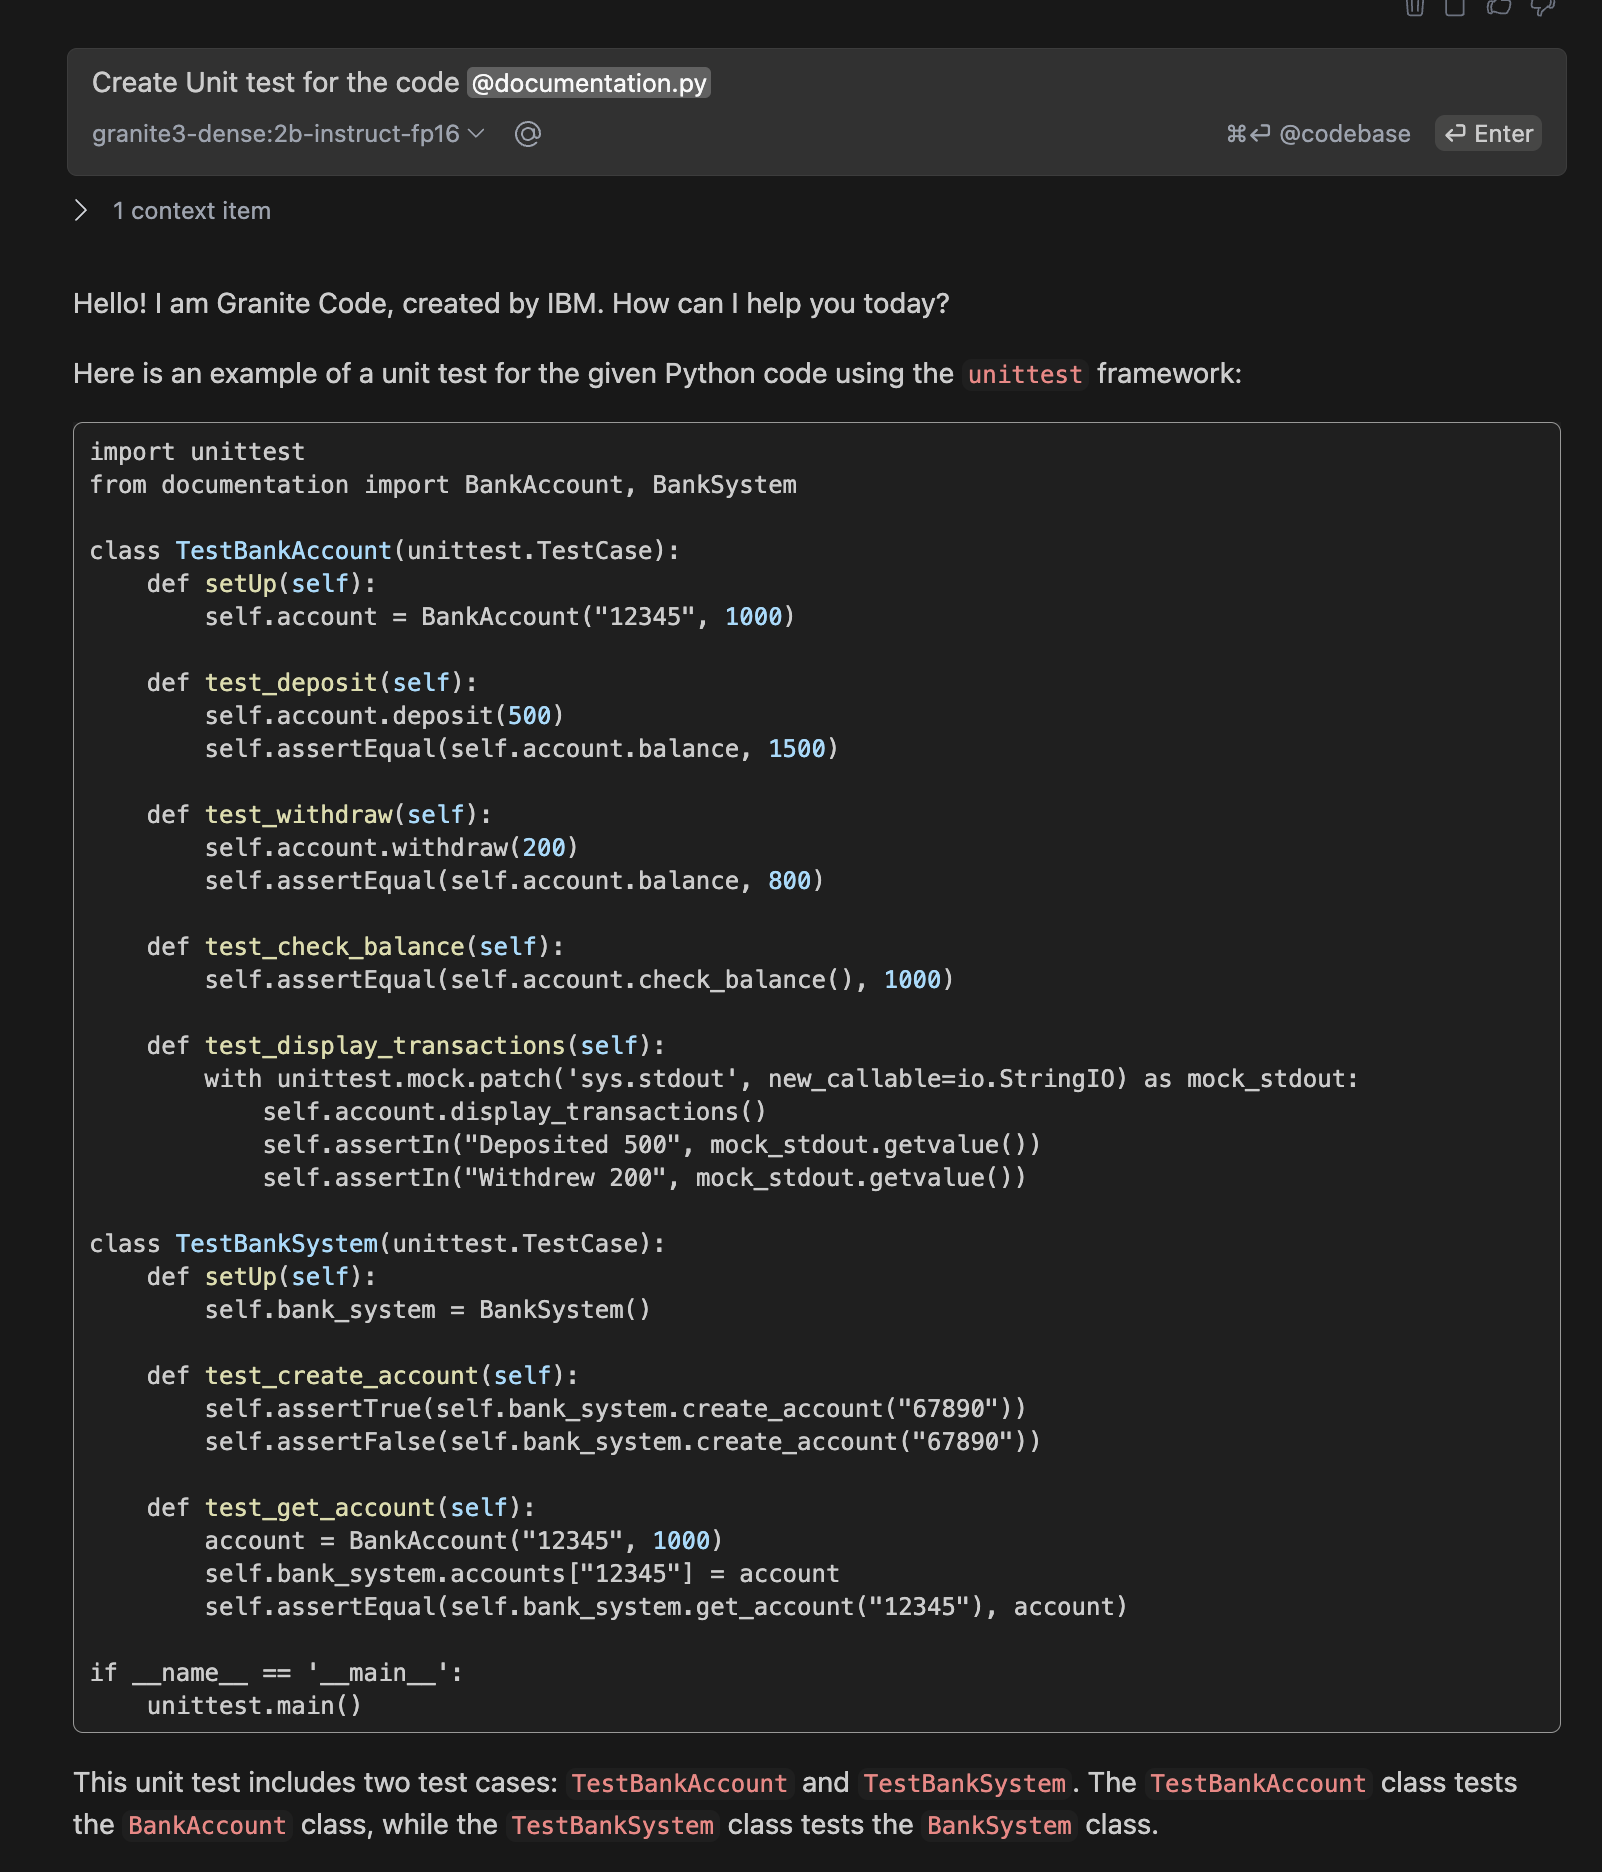 Create Unit test for the code @documentation.py
granite3-dense:2b-instruct-fp16 @ ⌘⏎ @codebase ⏎ Enter
1 context item
Hello! I am Granite Code, created by IBM. How can I help you today?
Here is an example of a unit test for the given Python code using the unittest framework:
import unittest
from documentation import BankAccount, BankSystem

class TestBankAccount(unittest.TestCase):
    def setUp(self):
        self.account = BankAccount("12345", 1000)

    def test_deposit(self):
        self.account.deposit(500)
        self.assertEqual(self.account.balance, 1500)

    def test_withdraw(self):
        self.account.withdraw(200)
        self.assertEqual(self.account.balance, 800)

    def test_check_balance(self):
        self.assertEqual(self.account.check_balance(), 1000)

    def test_display_transactions(self):
        with unittest.mock.patch('sys.stdout', new_callable=io.StringIO) as mock_stdout:
            self.account.display_transactions()
            self.assertIn("Deposited 500", mock_stdout.getvalue())
            self.assertIn("Withdrew 200", mock_stdout.getvalue())

class TestBankSystem(unittest.TestCase):
    def setUp(self):
        self.bank_system = BankSystem()

    def test_create_account(self):
        self.assertTrue(self.bank_system.create_account("67890"))
        self.assertFalse(self.bank_system.create_account("67890"))

    def test_get_account(self):
        account = BankAccount("12345", 1000)
        self.bank_system.accounts["12345"] = account
        self.assertEqual(self.bank_system.get_account("12345"), account)

if __name__ == '__main__':
    unittest.main()
This unit test includes two test cases: TestBankAccount and TestBankSystem. The TestBankAccount class tests
the BankAccount class, while the TestBankSystem class tests the BankSystem class.